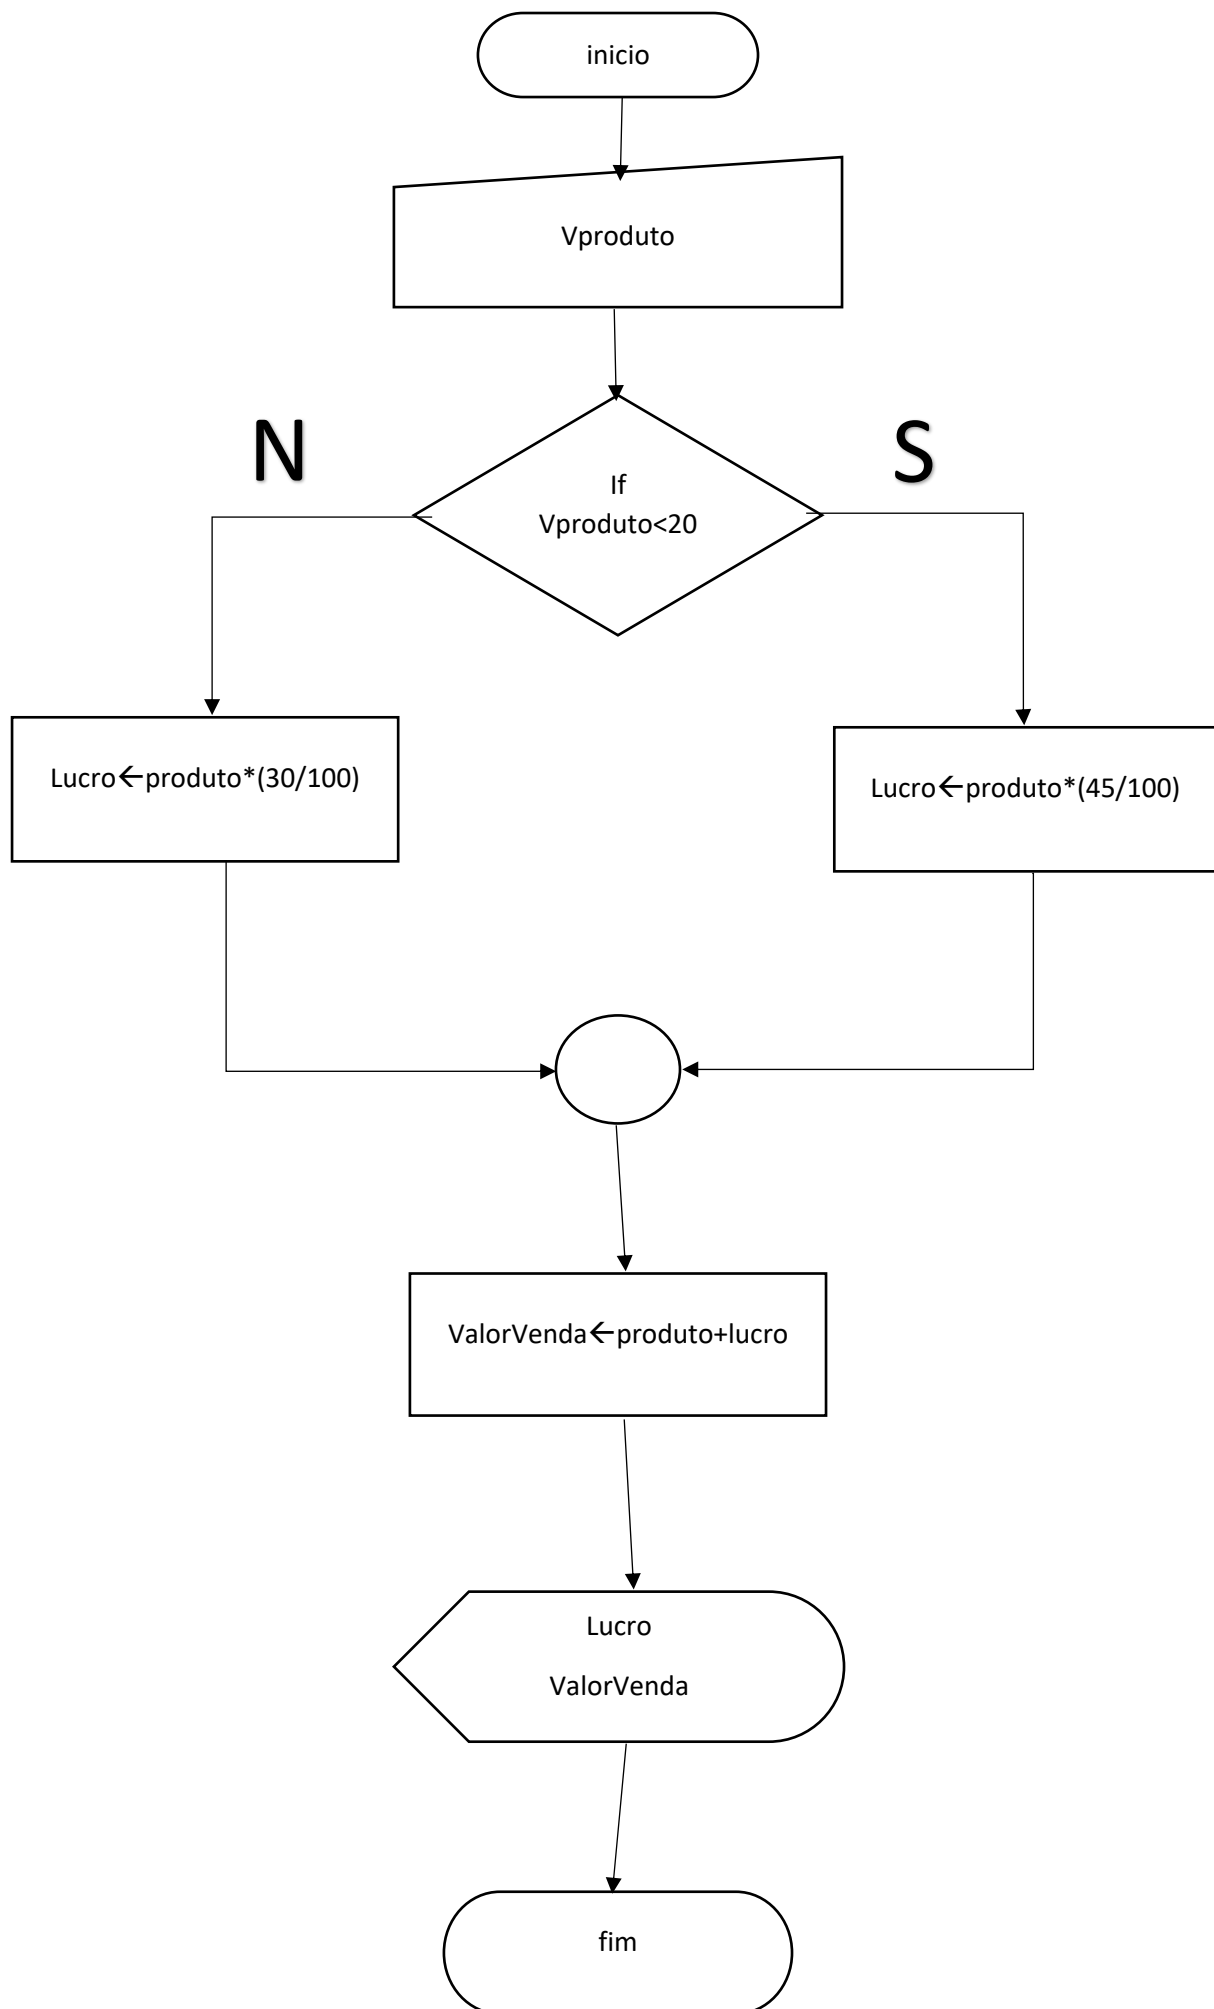 inicio
Vproduto
N
S
If
Vproduto<20
Lucro←produto*(30/100)
Lucro←produto*(45/100)
ValorVenda←produto+lucro
Lucro
ValorVenda
fim